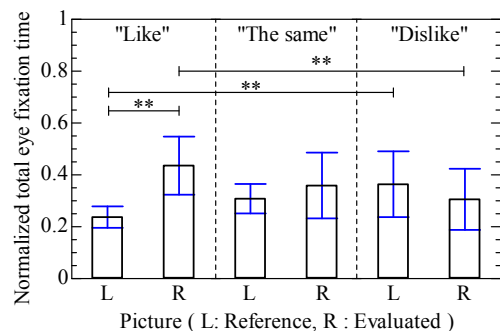 Normalized total eye fixation time
1
0.8
0.6
0.4
0.2
0
"Like" "The same" "Dislike"
**
**
**
L R L R L R
Picture ( L: Reference, R : Evaluated )